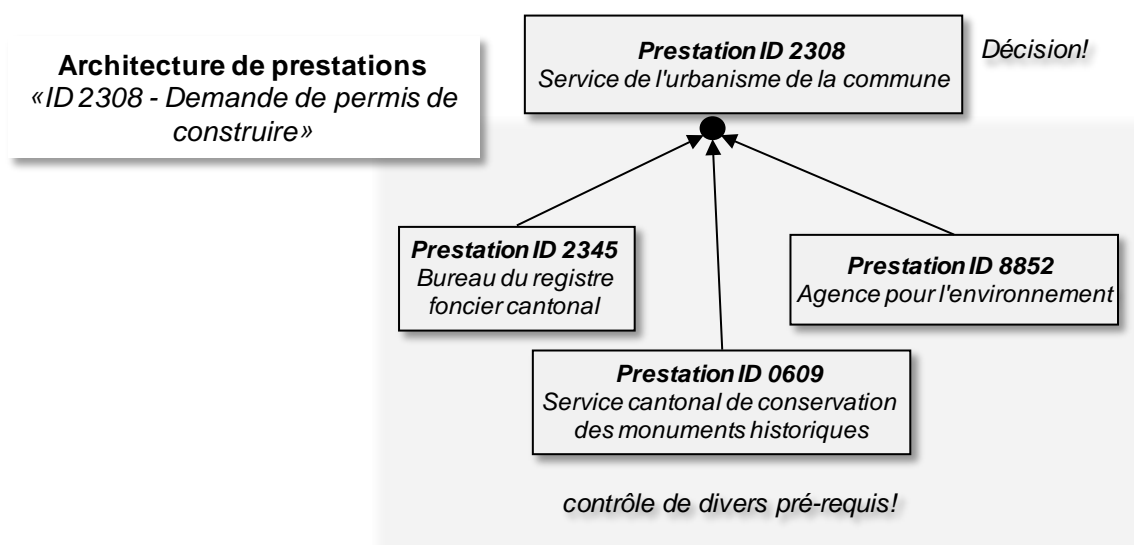 Architecture de prestations
«ID 2308 - Demande de permis de
construire»
Prestation ID 2308
Service de l'urbanisme de la commune
Décision!
Prestation ID 2345
Bureau du registre
foncier cantonal
Prestation ID 8852
Agence pour l'environnement
Prestation ID 0609
Service cantonal de conservation
des monuments historiques
contrôle de divers pré-requis!